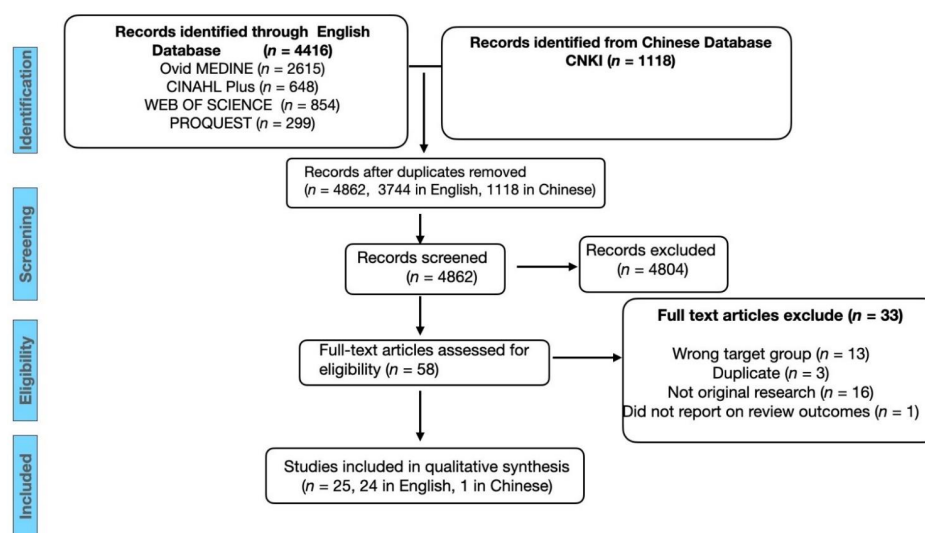 Identification
Records identified through English
Database (n = 4416)
Ovid MEDINE (n = 2615)
CINAHL Plus (n = 648)
WEB OF SCIENCE (n = 854)
PROQUEST (n = 299)
Records identified from Chinese Database
CNKI (n = 1118)
Records after duplicates removed
(n = 4862, 3744 in English, 1118 in Chinese)
Screening
Records screened
(n = 4862)
Records excluded
(n = 4804)
Eligibility
Full-text articles assessed for
eligibility (n = 58)
Full text articles exclude (n = 33)
Wrong target group (n = 13)
Duplicate (n = 3)
Not original research (n = 16)
Did not report on review outcomes (n = 1)
Included
Studies included in qualitative synthesis
(n = 25, 24 in English, 1 in Chinese)